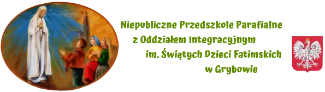 Niepubliczne Przedszkole Parafialne
z Oddziałem Integracyjnym
im. Świętych Dzieci Fatimskich
w Grybowie